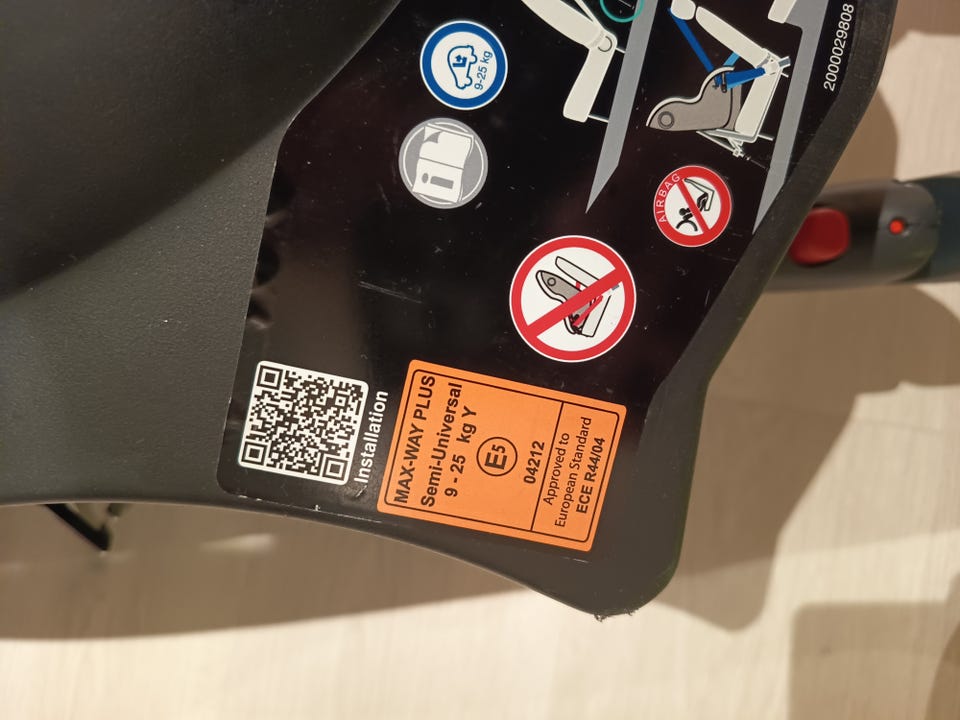 9-25 kg
i
2000029808
AIRBAG
Installation
MAX-WAY PLUS
Semi-Universal
9 - 25 kg Y
E5
04212
Approved to
European Standard
ECE R44/04